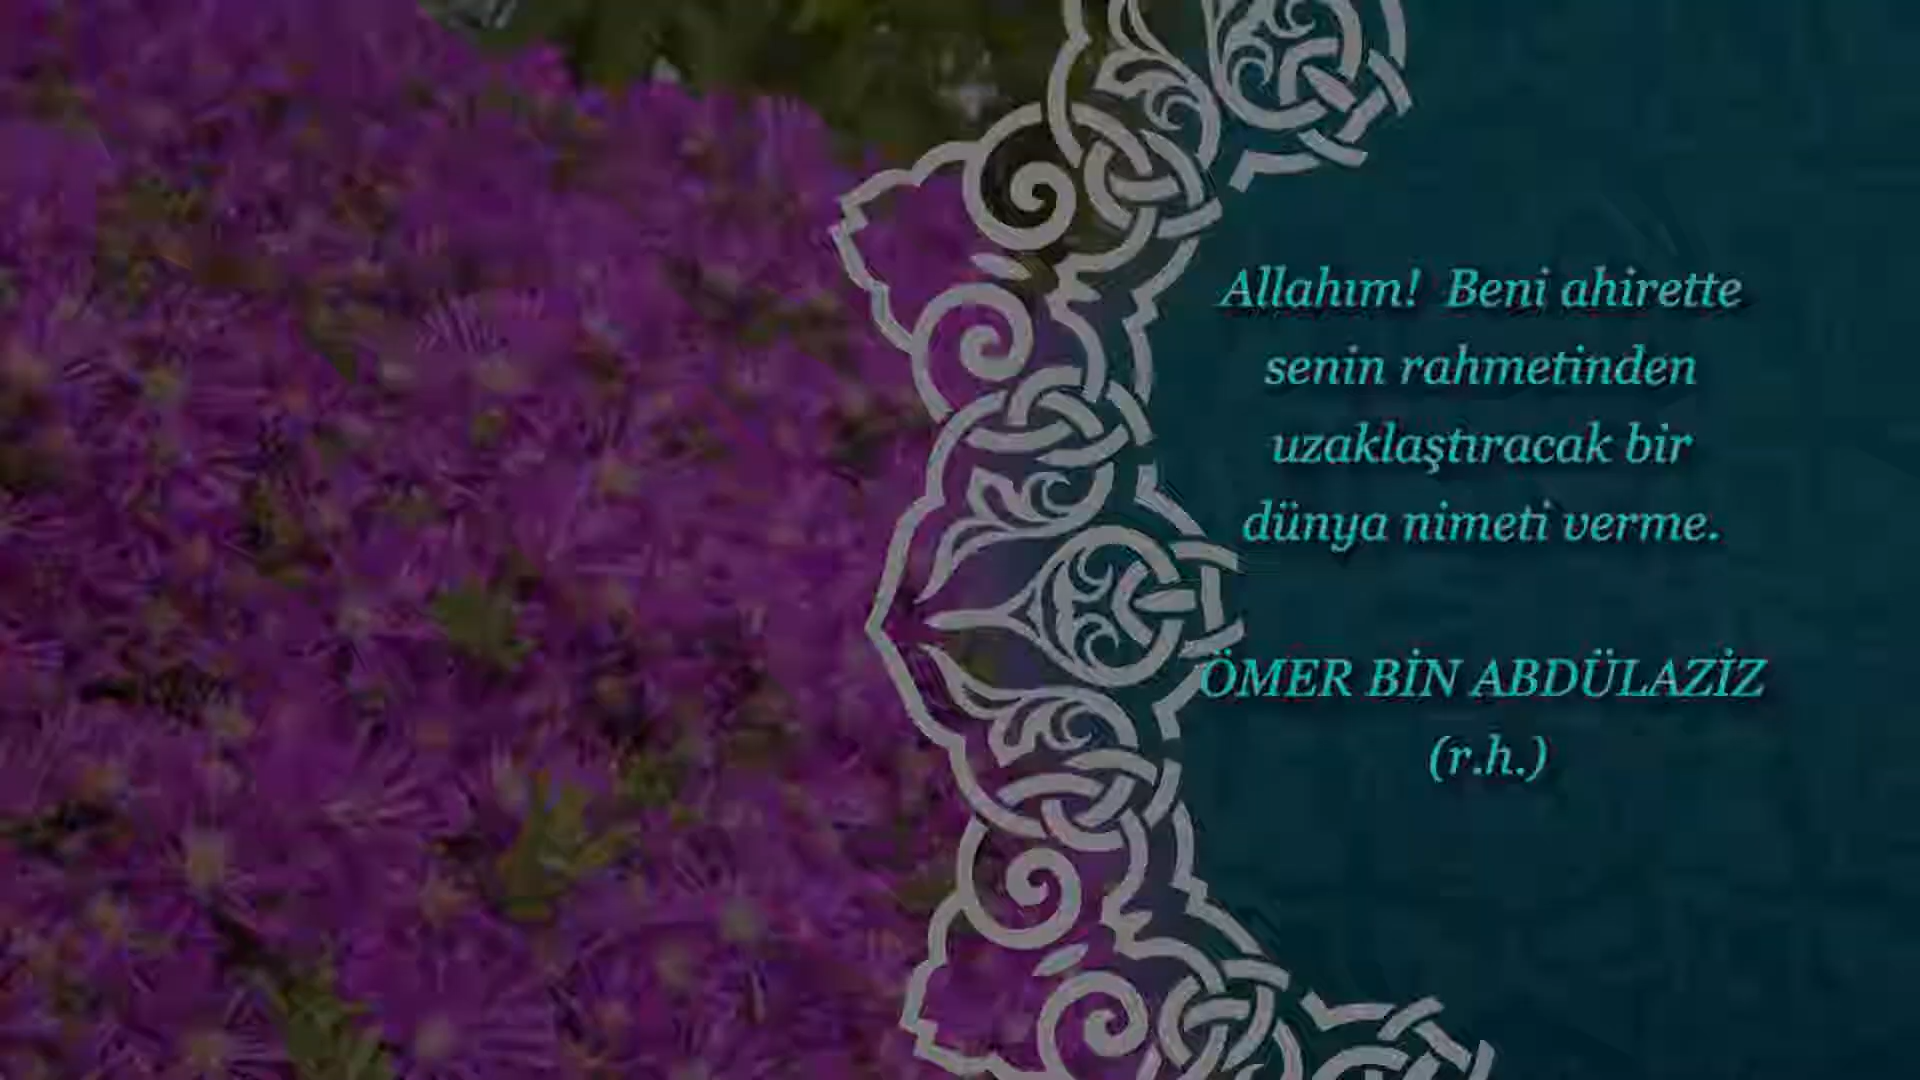 Allahım!  Beni ahirette
senin rahmetinden
uzaklaştıracak bir
dünya nimeti verme.
ÖMER BİN ABDÜLAZİZ
(r.h.)